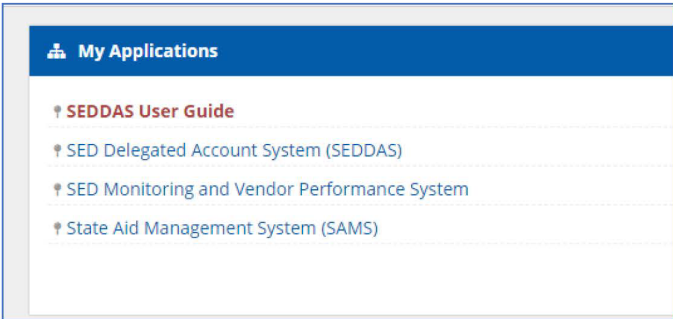 My Applications
SEDDAS User Guide
SED Delegated Account System (SEDDAS)
SED Monitoring and Vendor Performance System
State Aid Management System (SAMS)